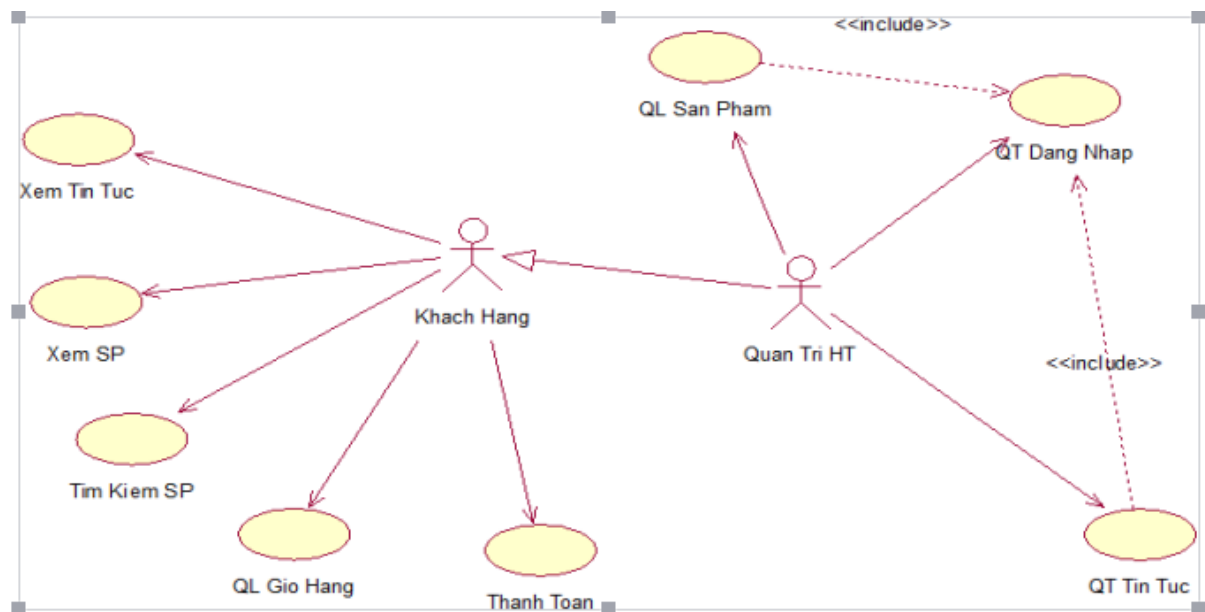 <<include>>
QL San Pham
QT Dang Nhap
Xem Tin Tuc
Khach Hang
Quan Tri HT
Xem SP
<<include>>
Tim Kiem SP
QL Gio Hang
Thanh Toan
QT Tin Tuc